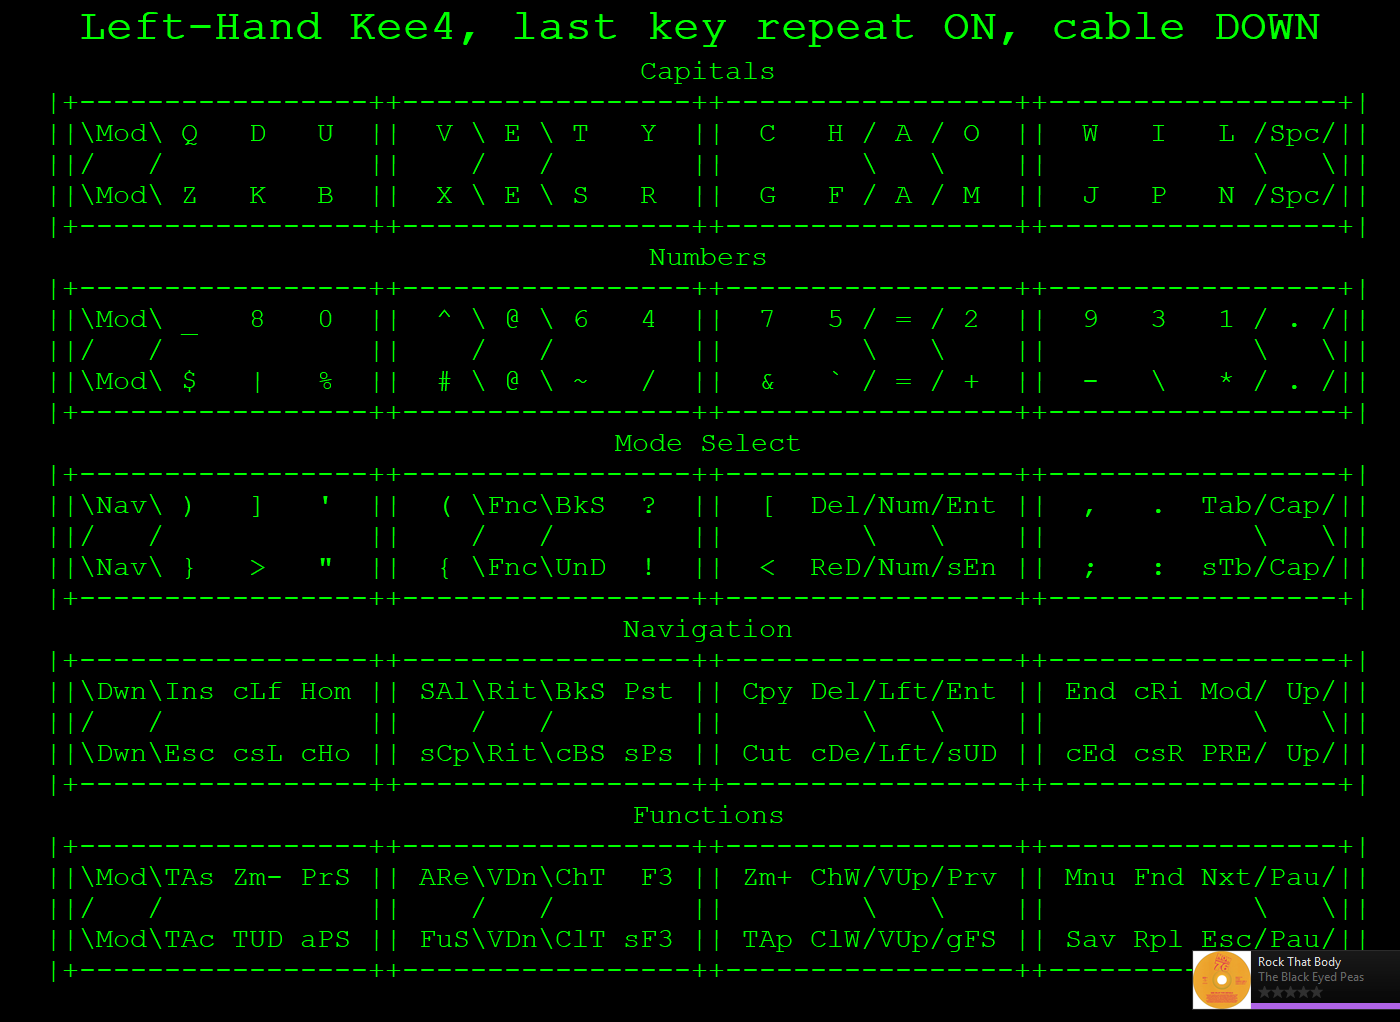 Left-Hand Kee4, last key repeat ON, cable DOWN
Capitals
|+-----------------++-----------------++-----------------++-----------------+|
||\Mod\ Q   D   U  ||  V \ E \ T   Y  ||  C   H / A / O  ||  W   I   L /Spc/||
||/   /            ||    /   /        ||        \   \    ||            \   \||
||\Mod\ Z   K   B  ||  X \ E \ S   R  ||  G   F / A / M  ||  J   P   N /Spc/||
|+-----------------++-----------------++-----------------++-----------------+|
Numbers
|+-----------------++-----------------++-----------------++-----------------+|
||\Mod\ _   8   0  ||  ^ \ @ \ 6   4  ||  7   5 / = / 2  ||  9   3   1 / . /||
||/   /            ||    /   /        ||        \   \    ||            \   \||
||\Mod\ $   |   %  ||  # \ @ \ ~   /  ||  &   ` / = / +  ||  -   \   * / . /||
|+-----------------++-----------------++-----------------++-----------------+|
Mode Select
|+-----------------++-----------------++-----------------++-----------------+|
||\Nav\ )   ]   '  ||  ( \Fnc\BkS  ?  ||  [  Del/Num/Ent ||  ,   .  Tab/Cap/||
||/   /            ||    /   /        ||        \   \    ||            \   \||
||\Nav\ }   >   "  ||  { \Fnc\UnD  !  ||  <  ReD/Num/sEn ||  ;   :  sTb/Cap/||
|+-----------------++-----------------++-----------------++-----------------+|
Navigation
|+-----------------++-----------------++-----------------++-----------------+|
||\Dwn\Ins cLf Hom || SAl\Rit\BkS Pst || Cpy Del/Lft/Ent || End cRi Mod/ Up/||
||/   /            ||    /   /        ||        \   \    ||            \   \||
||\Dwn\Esc csL cHo || sCp\Rit\cBS sPs || Cut cDe/Lft/sUD || cEd csR PRE/ Up/||
|+-----------------++-----------------++-----------------++-----------------+|
Functions
|+-----------------++-----------------++-----------------++-----------------+|
||\Mod\TAs Zm- PrS || ARe\VDn\ChT  F3 || Zm+ ChW/VUp/Prv || Mnu Fnd Nxt/Pau/||
||/   /            ||    /   /        ||        \   \    ||            \   \||
||\Mod\TAc TUD aPS || FuS\VDn\ClT sF3 || TAp ClW/VUp/gFS || Sav Rpl Esc/Pau/||
|+-----------------++-----------------++-----------------++--------
Rock That Body
The Black Eyed Peas